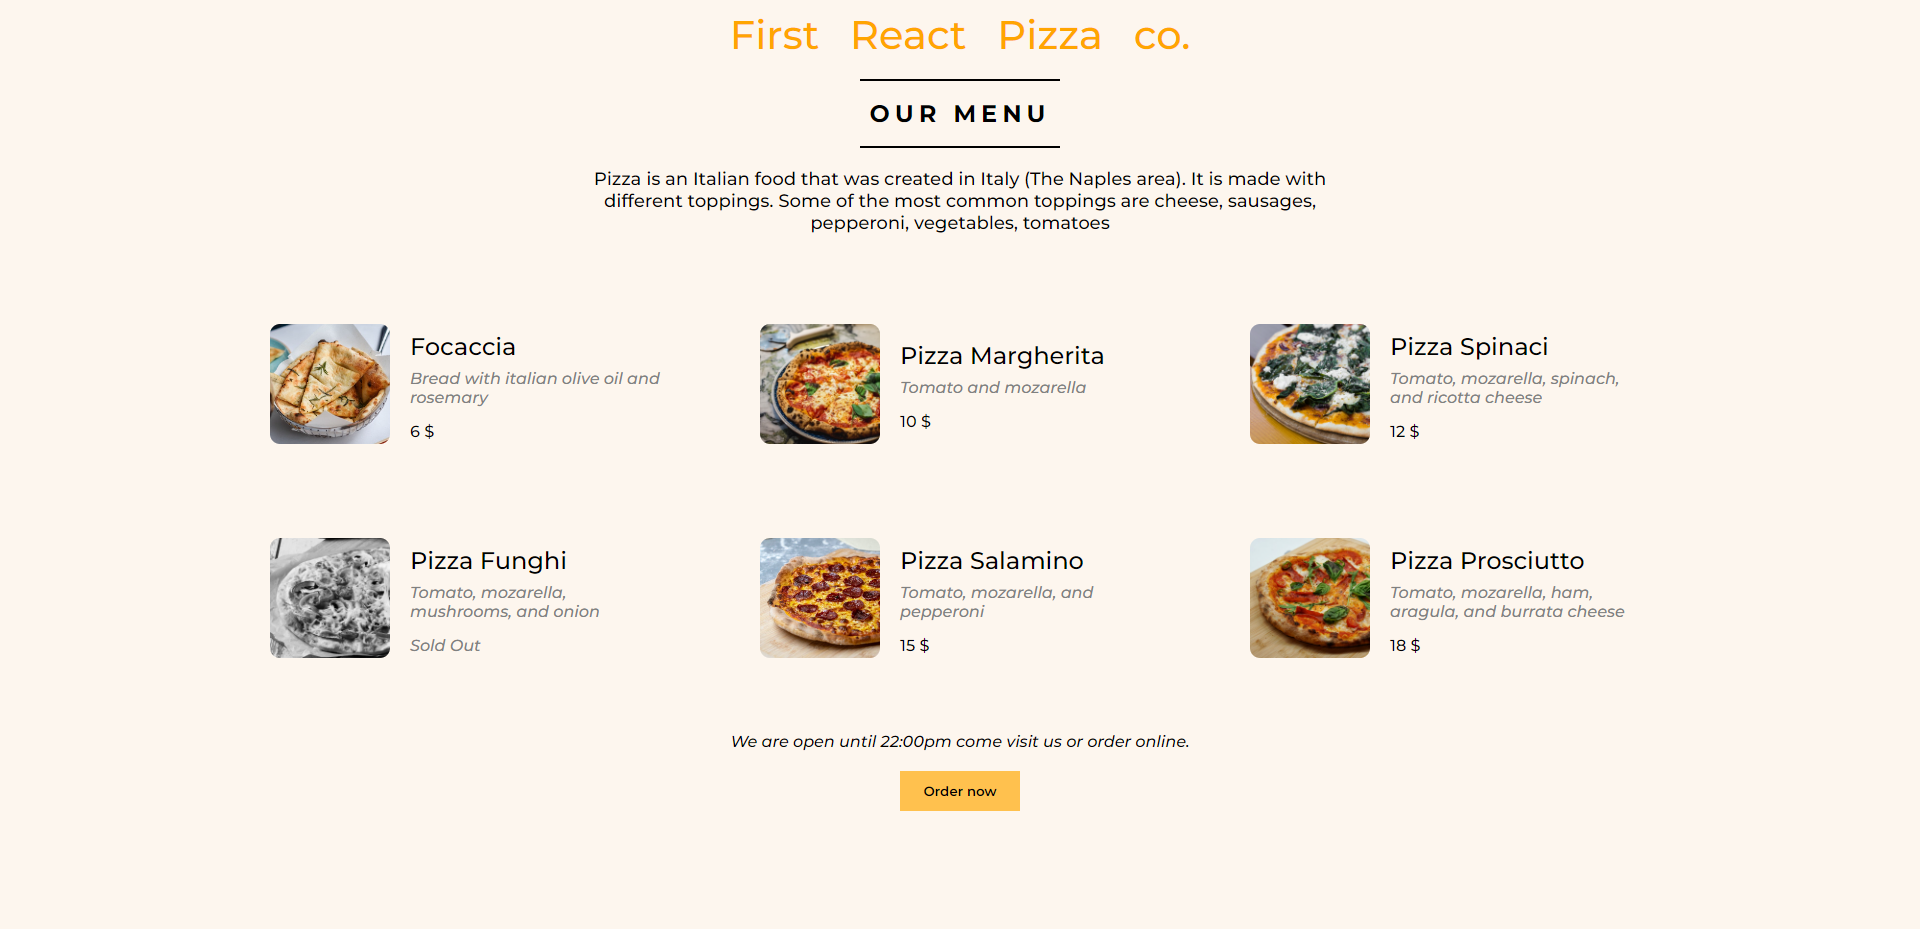 First React Pizza co.
OUR MENU
Pizza is an Italian food that was created in Italy (The Naples area). It is made with
different toppings. Some of the most common toppings are cheese, sausages,
pepperoni, vegetables, tomatoes
Focaccia
Bread with italian olive oil and
rosemary
6 $
Pizza Margherita
Tomato and mozarella
10 $
Pizza Spinaci
Tomato, mozarella, spinach,
and ricotta cheese
12 $
Pizza Funghi
Tomato, mozarella,
mushrooms, and onion
Sold Out
Pizza Salamino
Tomato, mozarella, and
pepperoni
15 $
Pizza Prosciutto
Tomato, mozarella, ham,
aragula, and burrata cheese
18 $
We are open until 22:00pm come visit us or order online.
Order now